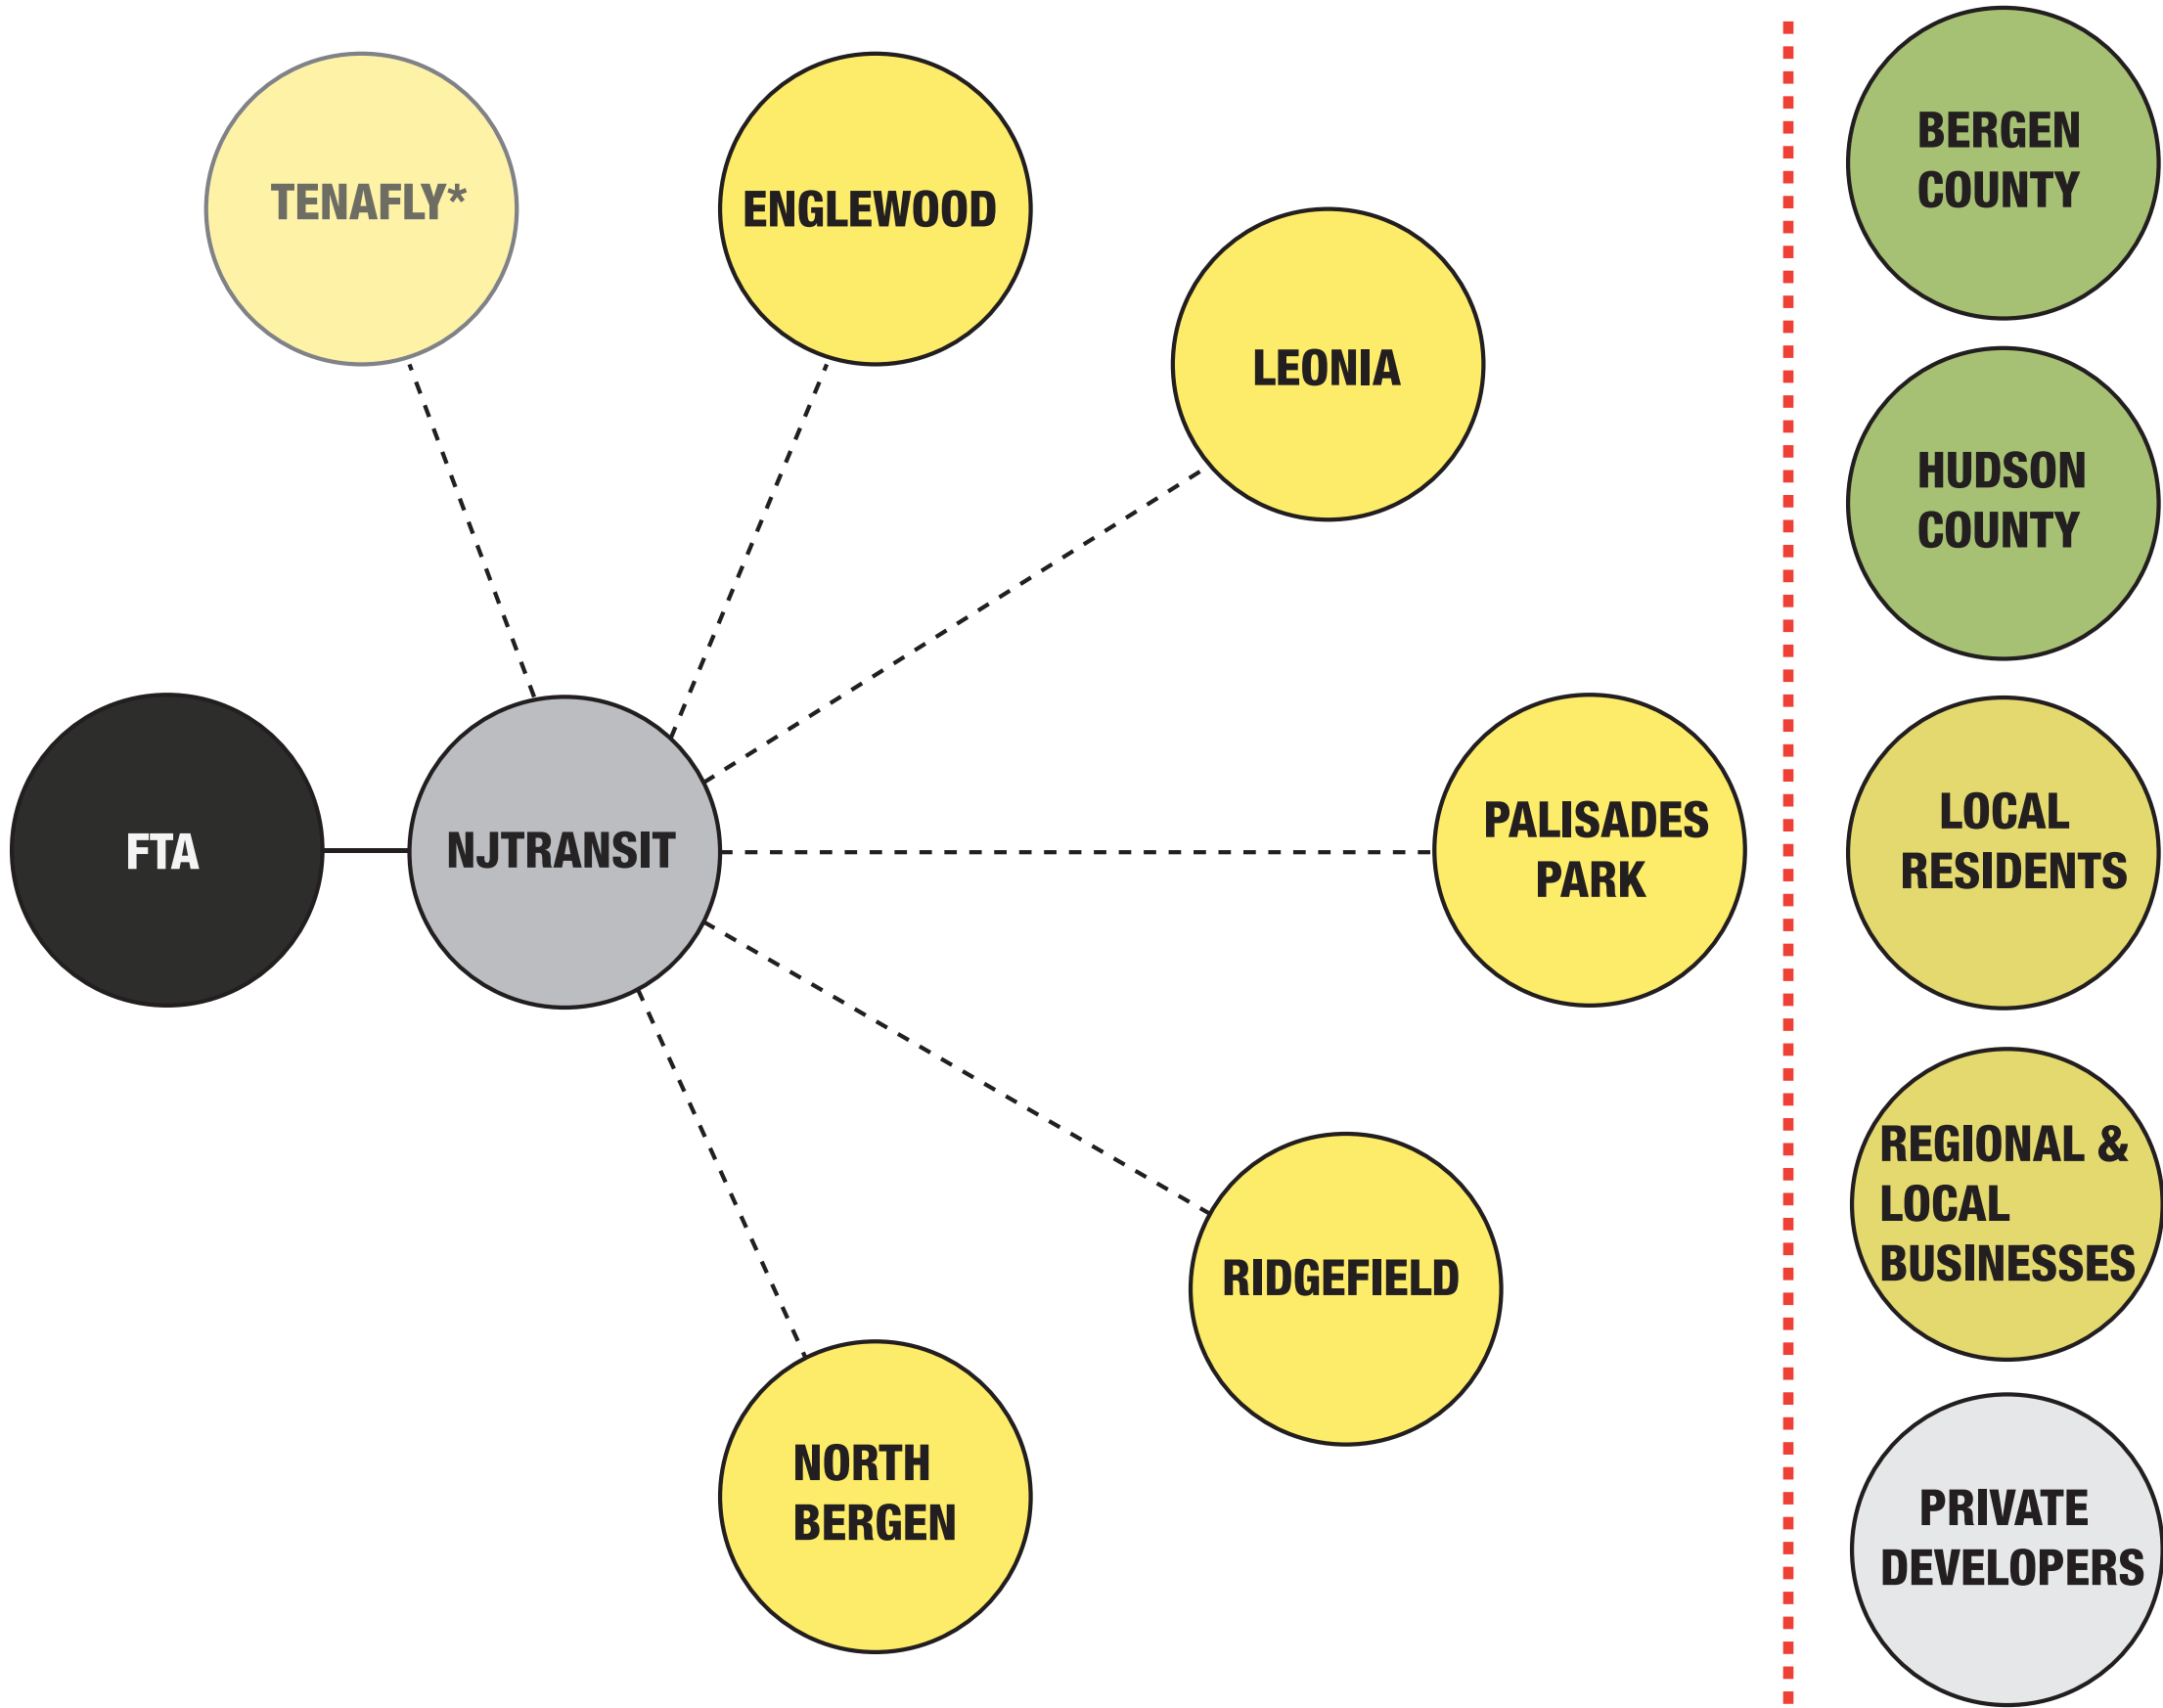 TENAFLY*
ENGLEWOOD
LEONIA
FTA
NJTRANSIT
PALISADES
PARK
RIDGEFIELD
NORTH
BERGEN
BERGEN
COUNTY
HUDSON
COUNTY
LOCAL
RESIDENTS
REGIONAL &
LOCAL
BUSINESSES
PRIVATE
DEVELOPERS